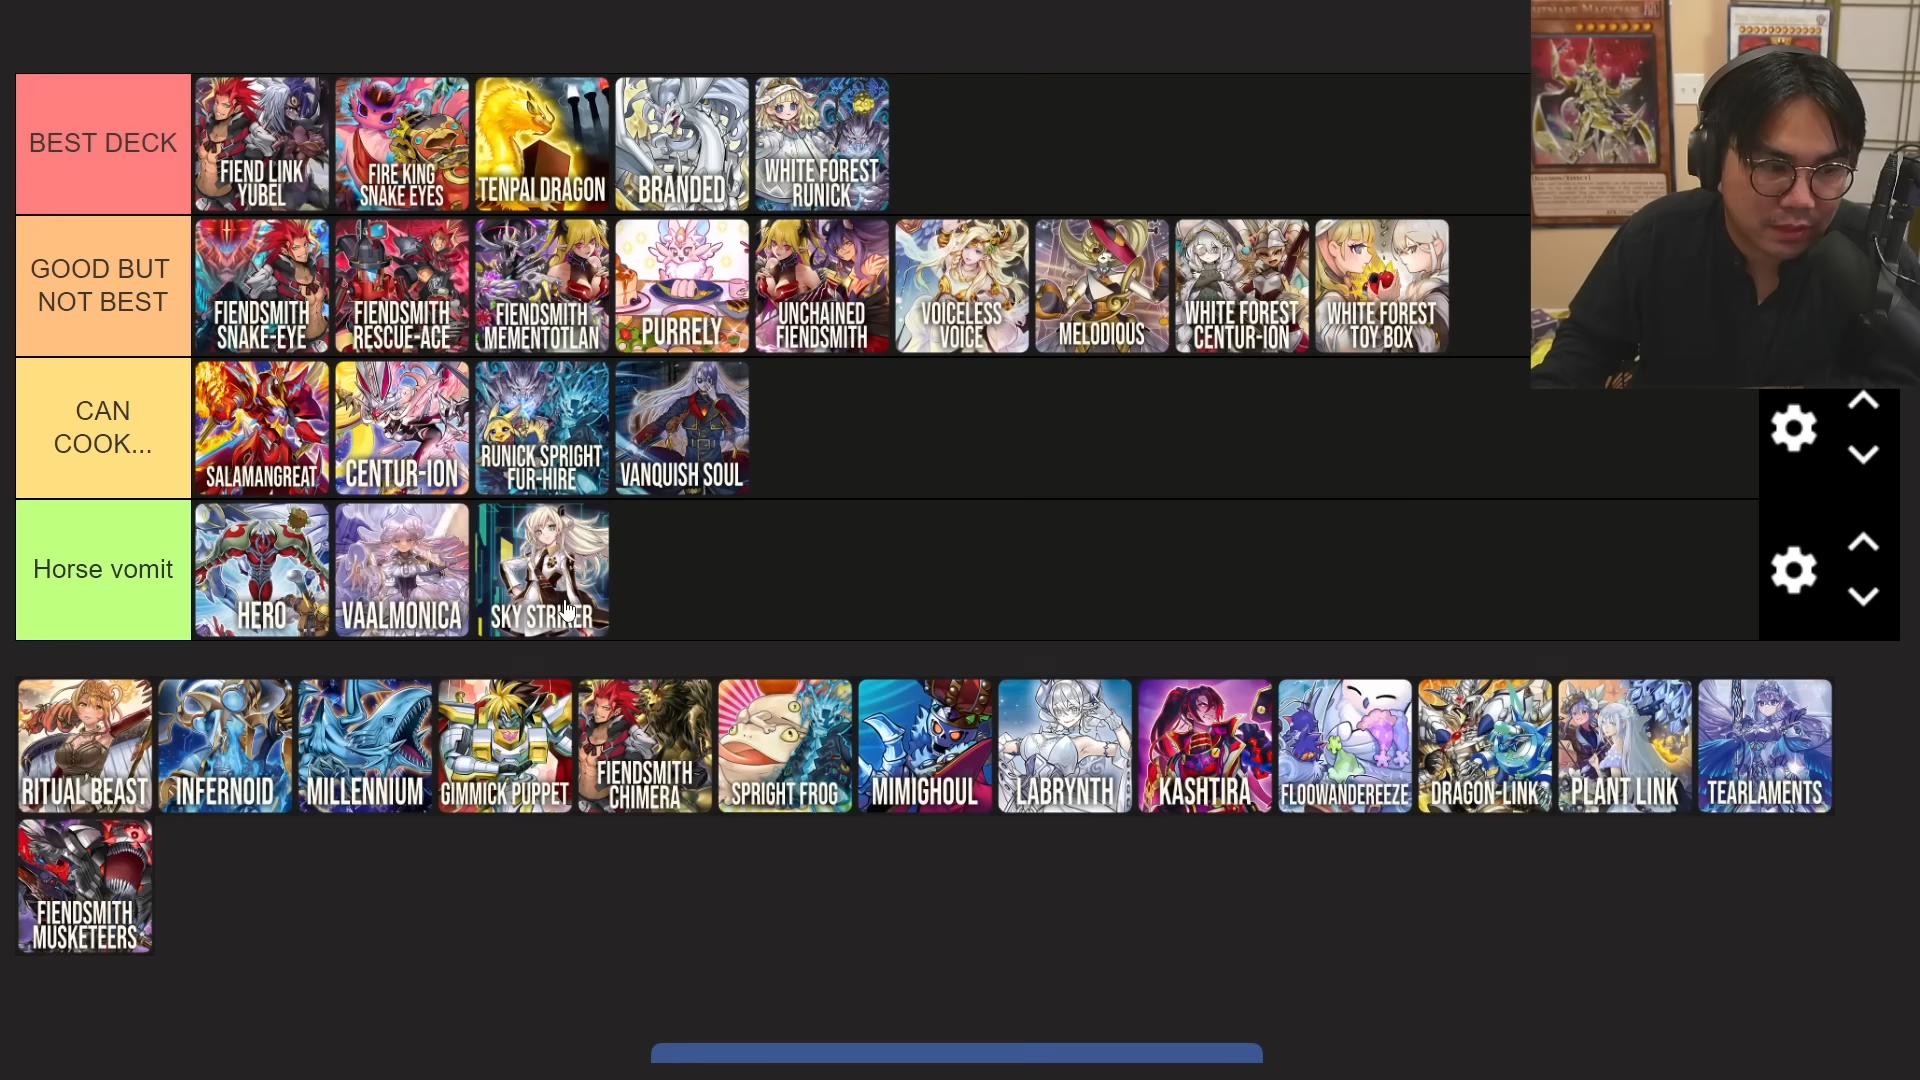 NIGHTMARE MAGICIAN
BEST DECK
FIEND LINK
YUBEL
FIRE KING
SNAKE EYES
TENPAI DRAGON
BRANDED
WHITE FOREST
RUNICK
GOOD BUT
NOT BEST
FIENDSMITH
SNAKE-EYE
FIENDSMITH
RESCUE-ACE
FIENDSMITH
MEMENTOTLAN
PURRELY
UNCHAINED
FIENDSMITH
VOICELESS
VOICE
MELODIOUS
WHITE FOREST
CENTUR-ION
WHITE FOREST
TOY BOX
CAN
COOK...
SALAMANGREAT
CENTUR-ION
RUNICK SPRIGHT
FUR-HIRE
VANQUISH SOUL
Horse vomit
HERO
VAALMONICA
SKY STRIKER
RITUAL BEAST
INFERNOID
MILLENNIUM
GIMMICK PUPPET
FIENDSMITH
CHIMERA
SPRIGHT FROG
MIMIGHOUL
LABRYNTH
KASHTIRA
FLOOWANDEREEZE
DRAGON-LINK
PLANT LINK
TEARLAMENTS
FIENDSMITH
MUSKETEERS